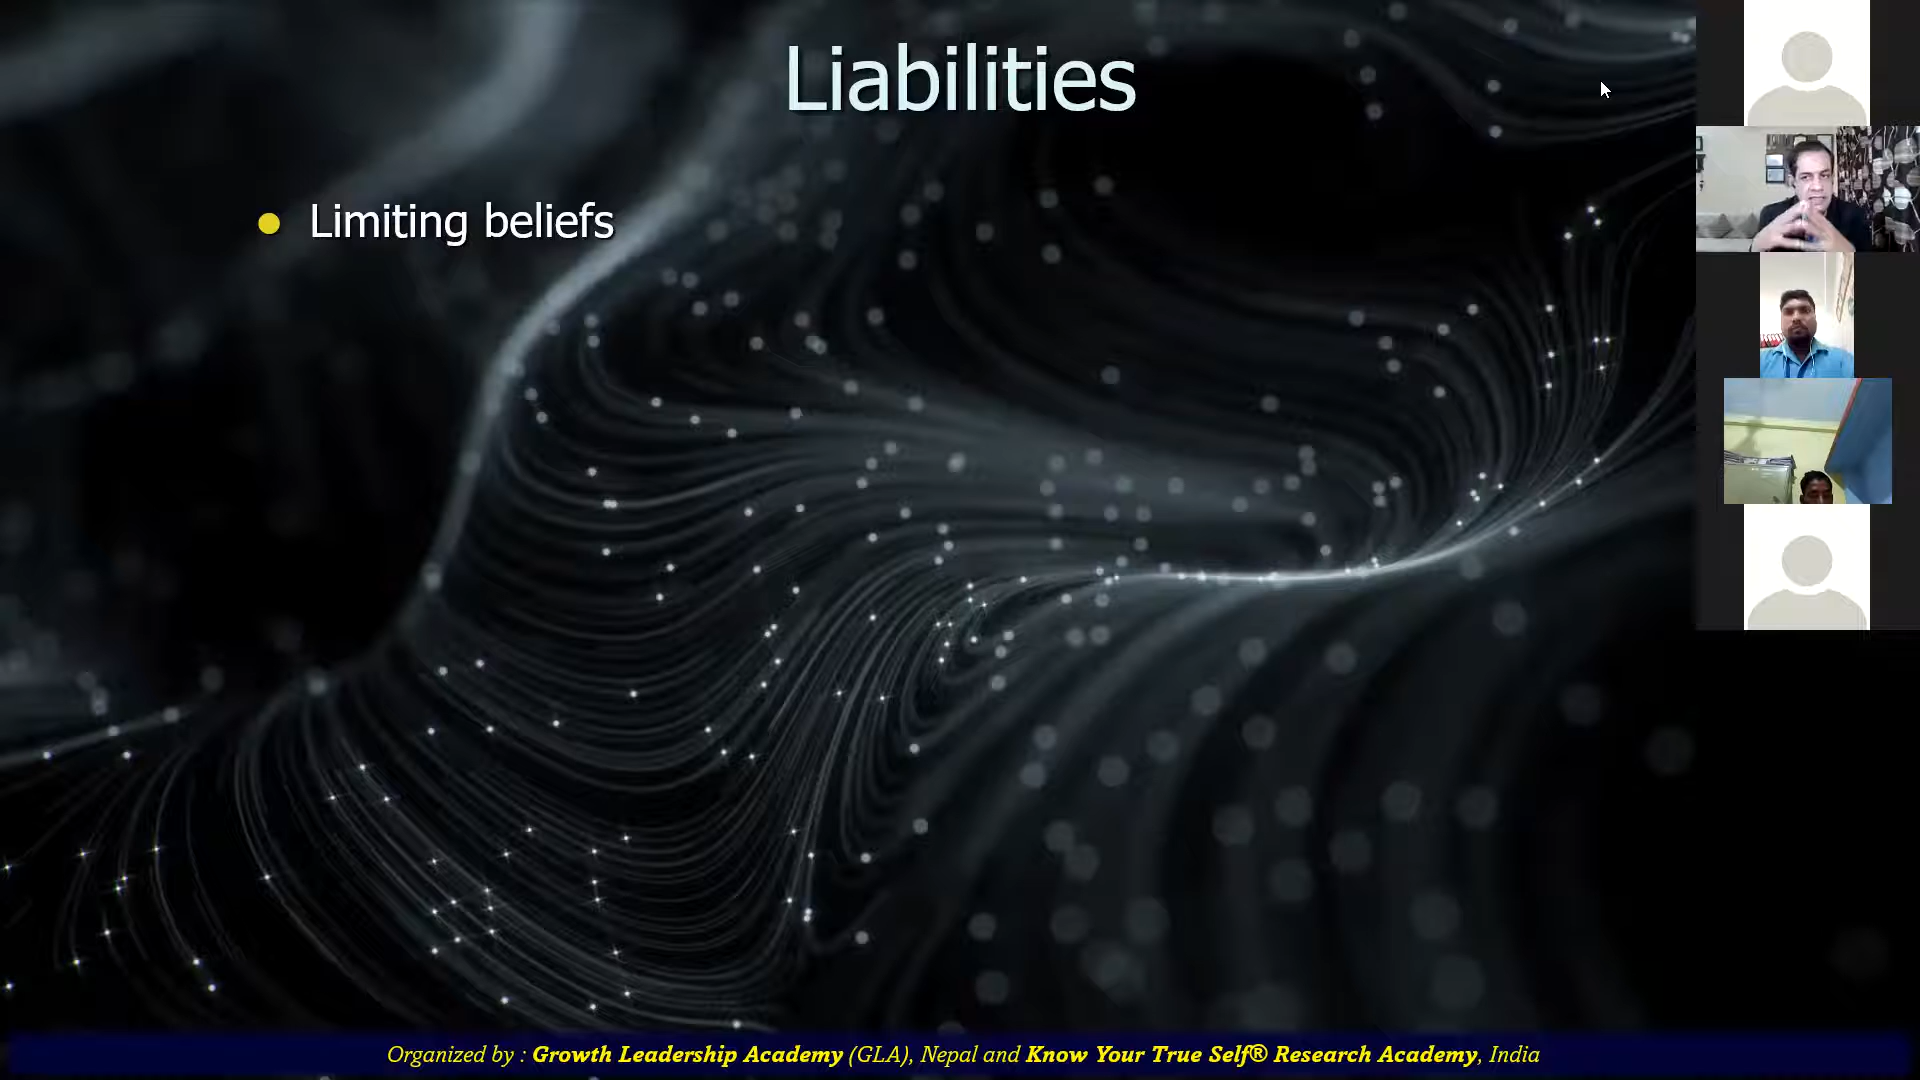 Liabilities
Limiting beliefs
Organized by : Growth Leadership Academy (GLA), Nepal and Know Your True Self® Research Academy, India